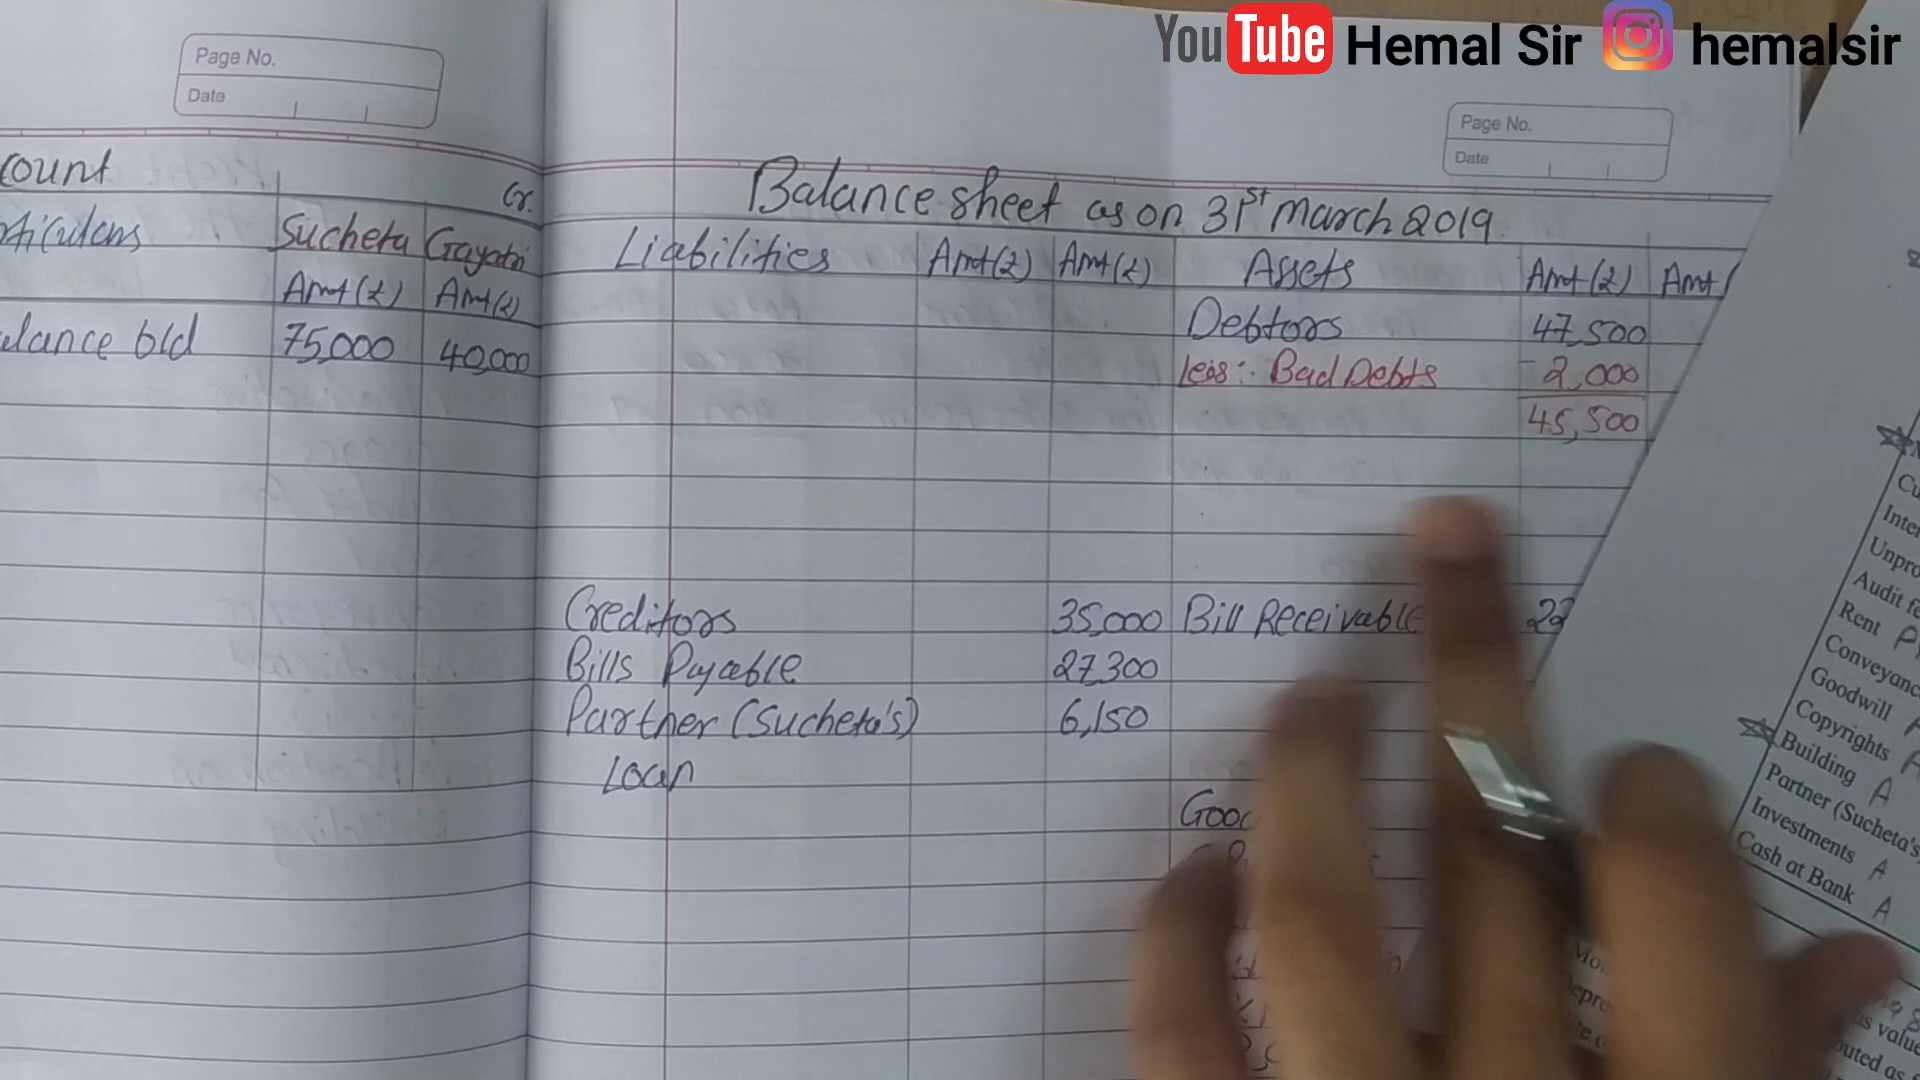 YouTube Hemal Sir hemalsir
Page No.
Date
count
Cr.
Sucheta Gayatri
Amt(₹) Amt(₹)
b/d 75,000 40,000
Page No.
Date
Balance sheet as on 31st march 2019
Liabilities Amt(₹) Amt(₹) Assets Amt(₹) Amt(
Debtors 47,500
less:- Bad Debts - 2,000
45,500
Creditors 35,000 Bill Receivable
Bills Payable 27,300
Partner (Sucheta's) 6,150
Loan
Audit fe
Rent
Conveyanc
Goodwill
Copyrights A
Building A
Partner (Sucheta's
Investments A
Cash at Bank A